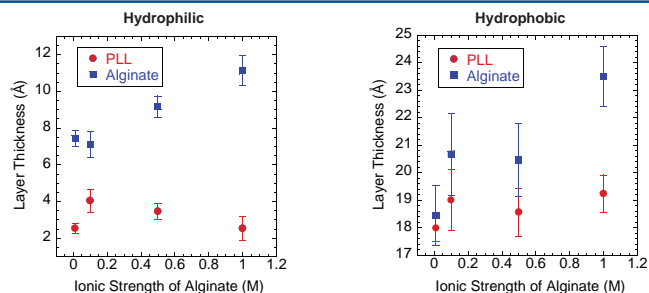 Hydrophilic
Layer Thickness (Å)
12
10
8
6
4
2
PLL
Alginate
0 0.2 0.4 0.6 0.8 1 1.2
Ionic Strength of Alginate (M)
Hydrophobic
Layer Thickness (Å)
25
24
23
22
21
20
19
18
17
PLL
Alginate
0 0.2 0.4 0.6 0.8 1 1.2
Ionic Strength of Alginate (M)